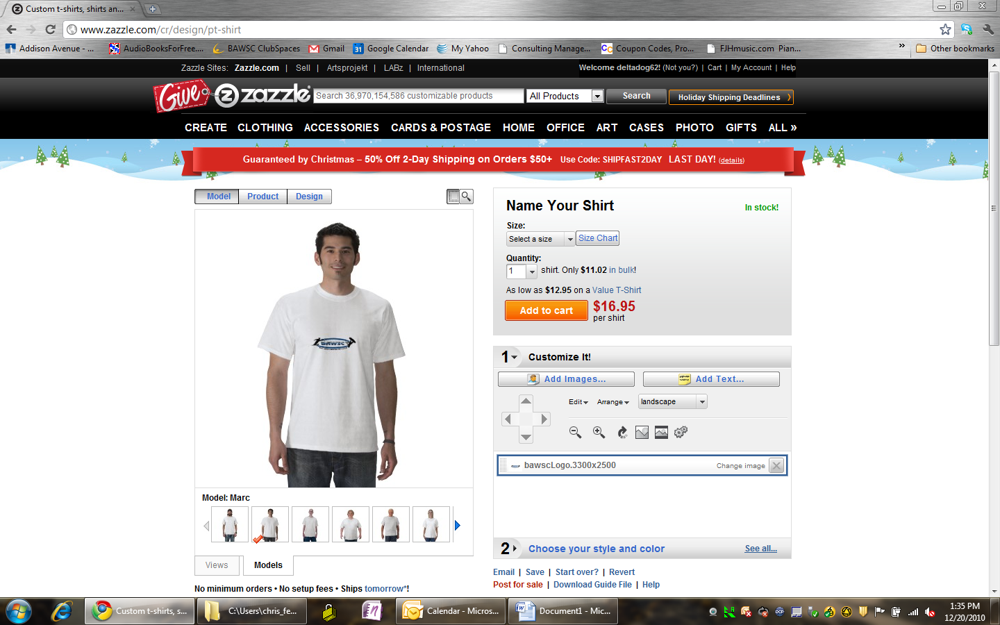 Custom t-shirts, shirts an...
www.zazzle.com/cr/design/pt-shirt
Addison Avenue - ...
AudioBooksForFree....
BAWSC ClubSpaces
Gmail
Google Calendar
My Yahoo
Consulting Manage...
Coupon Codes, Pro...
FJHmusic.com Pian...
»
Other bookmarks
Zazzle Sites: Zazzle.com | Sell | Artsprojekt | LABz | International
Welcome deltadog62! (Not you?) | Cart | My Account | Help
Give zazzle
Search 36,970,154,586 customizable products
All Products
Search
Holiday Shipping Deadlines 〉
CREATE CLOTHING ACCESSORIES CARDS & POSTAGE HOME OFFICE ART CASES PHOTO GIFTS ALL »
Guaranteed by Christmas – 50% Off 2-Day Shipping on Orders $50+ Use Code: SHIPFAST2DAY LAST DAY! (details)
Model Product Design
BAWSC
Model: Marc
Views Models
No minimum orders • No setup fees • Ships tomorrow*!
Name Your Shirt
In stock!
Size:
Select a size
Size Chart
Quantity:
1 shirt. Only $11.02 in bulk!
As low as $12.95 on a Value T-Shirt
Add to cart $16.95
per shirt
1 Customize It!
Add Images...
Add Text...
Edit Arrange landscape
bawscLogo.3300x2500 Change image
2 Choose your style and color See all...
Email | Save | Start over? | Revert
Post for sale | Download Guide File | Help
Custom t-shirts, s...
C:\Users\chris_fe...
Calendar - Micros...
Document1 - Mic...
1:35 PM
12/20/2010